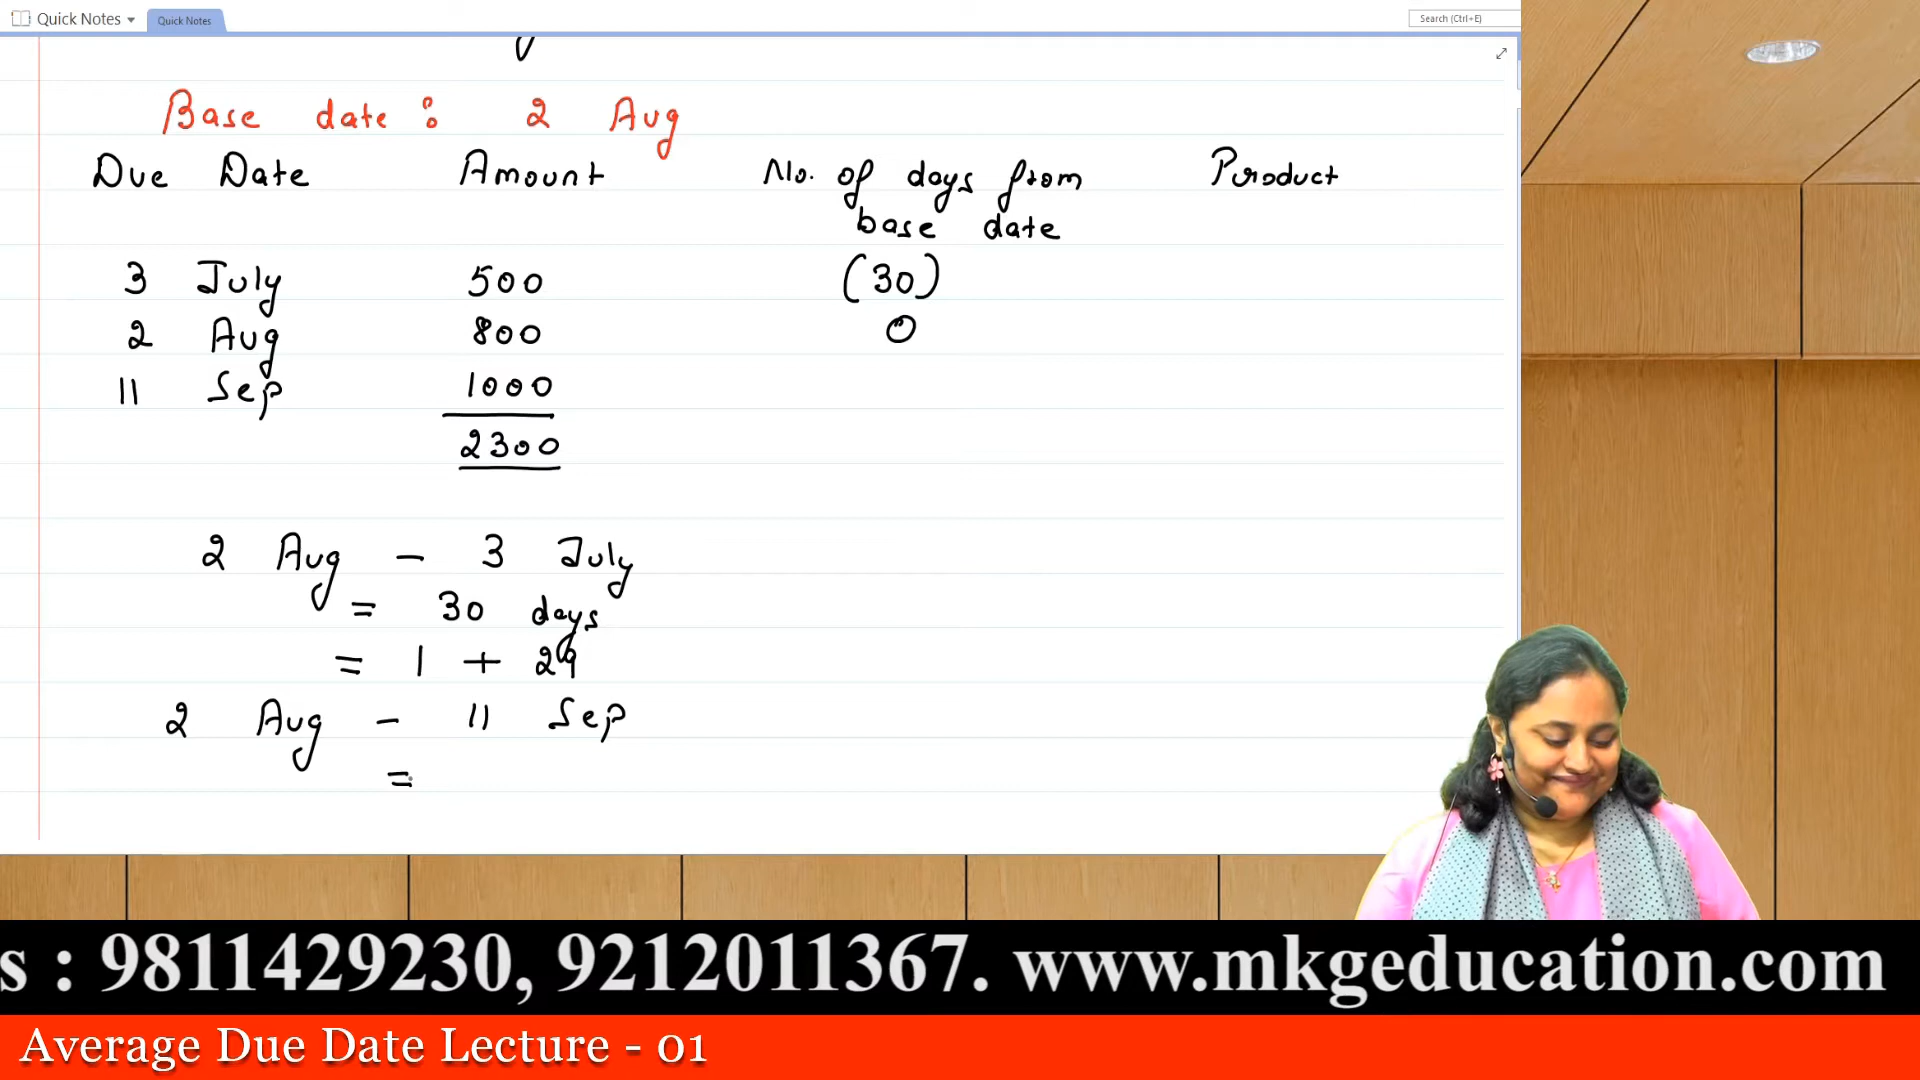 Quick Notes
Quick Notes
Search (Ctrl+E)
Base date : 2 Aug
Due Date Amount No. of days from base date Product
3 July 500 (30)
2 Aug 800 0
11 Sep 1000
2300
2 Aug - 3 July
= 30 days
= 1 + 29
2 Aug - 11 Sep
=
s : 9811429230, 9212011367. www.mkgeducation.com
Average Due Date Lecture - 01